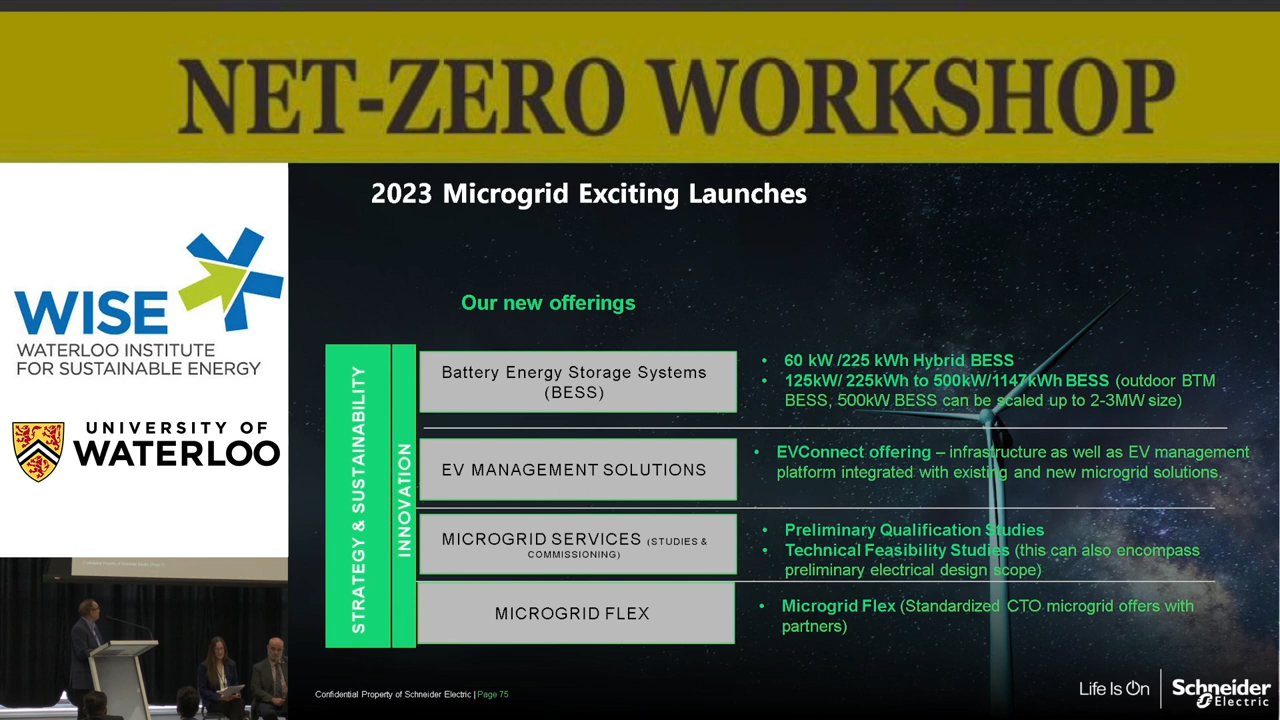 NET-ZERO WORKSHOP
WISE
WATERLOO INSTITUTE
FOR SUSTAINABLE ENERGY
UNIVERSITY OF
WATERLOO
2023 Microgrid Exciting Launches
Our new offerings
STRATEGY & SUSTAINABILITY
INNOVATION
Battery Energy Storage Systems
(BESS)
• 60 kW /225 kWh Hybrid BESS
• 125kW/ 225kWh to 500kW/1147kWh BESS (outdoor BTM
BESS, 500kW BESS can be scaled up to 2-3MW size)
EV MANAGEMENT SOLUTIONS
• EVConnect offering – infrastructure as well as EV management
platform integrated with existing and new microgrid solutions.
MICROGRID SERVICES (STUDIES &
COMMISSIONING)
• Preliminary Qualification Studies
• Technical Feasibility Studies (this can also encompass
preliminary electrical design scope)
MICROGRID FLEX
• Microgrid Flex (Standardized CTO microgrid offers with
partners)
Confidential Property of Schneider Electric | Page 75
Life Is On
Schneider
Electric